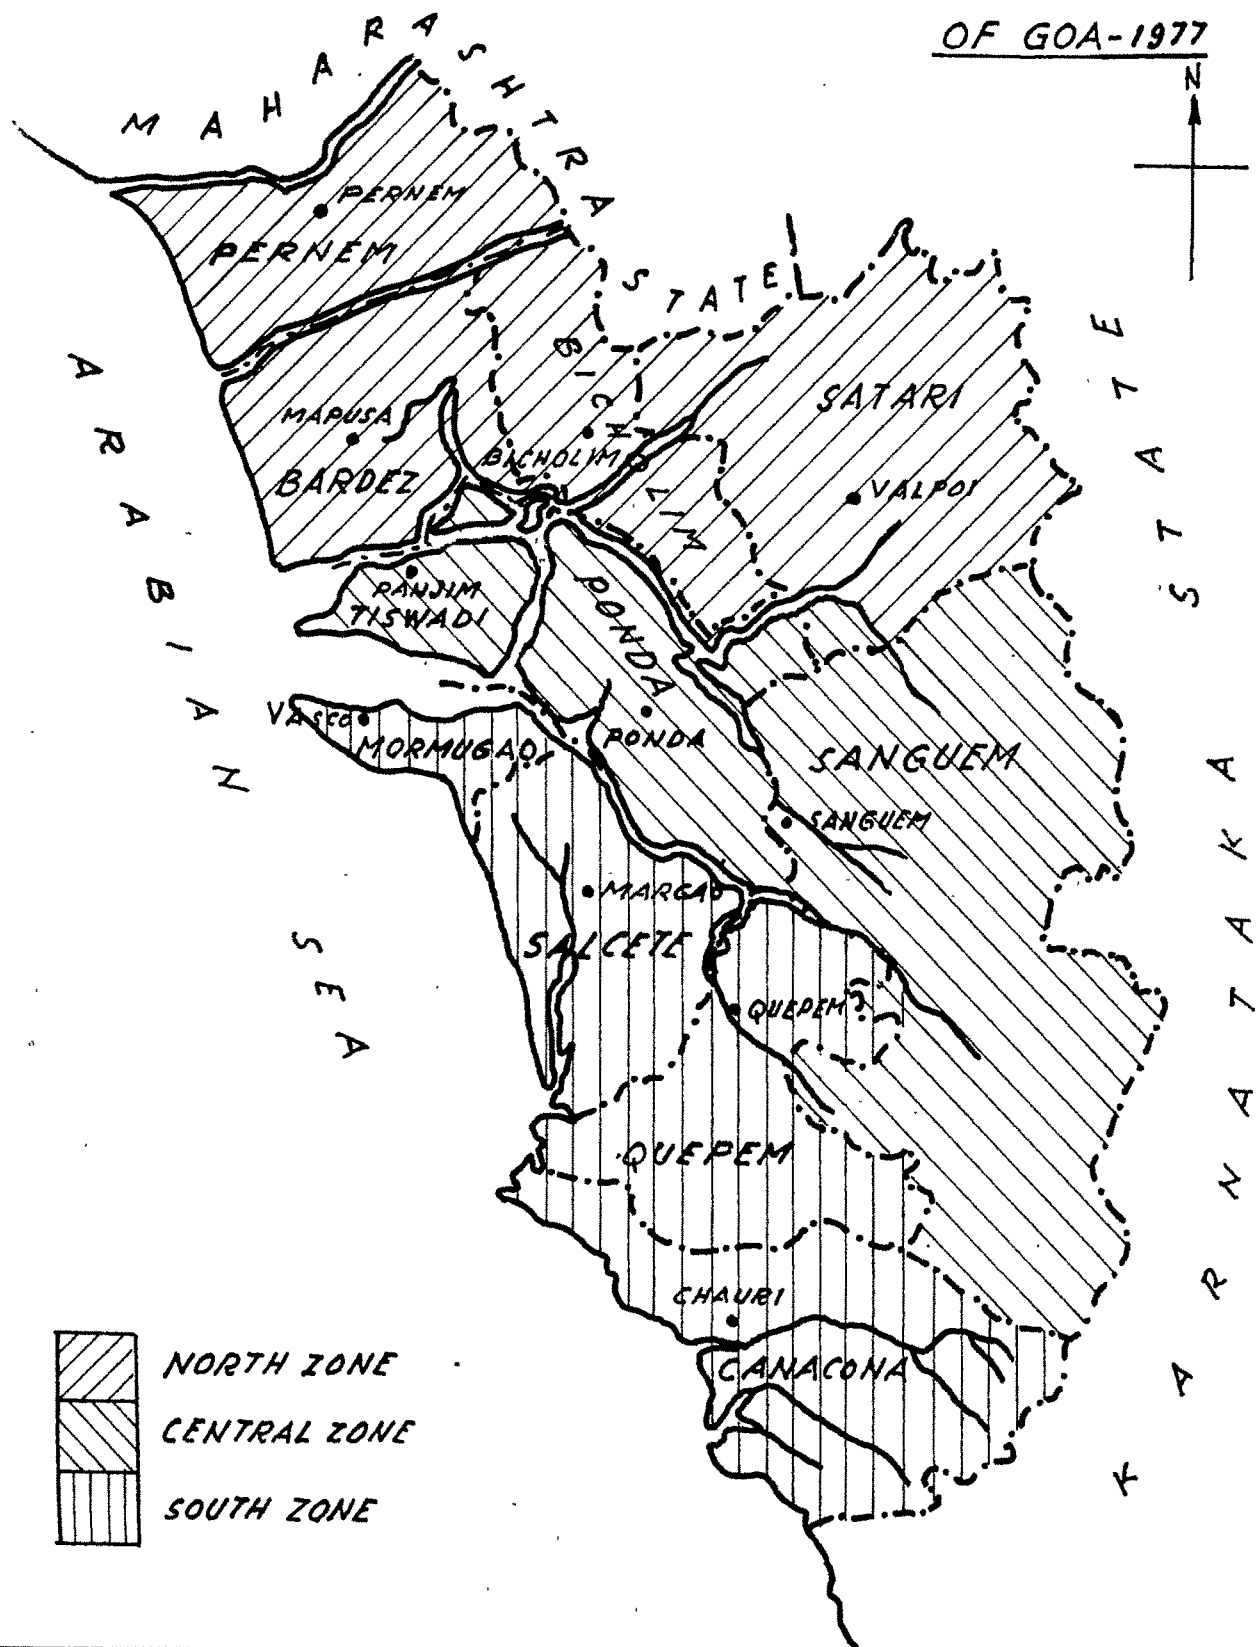 OF GOA-1977
N
MAHARASHTRA STATE
PERNEM
PERNEM
BICHOLIM
SATARI
MAPUSA
BICHOLIM
BARDEZ
VALPOI
PANJIM
TISWADI
PONDA
VASCO
MORMUGAO
PONDA
SANGUEM
SANGUEM
MARGAO
SALCETE
QUEPEM
QUEPEM
CHAURI
CANACONA
ARABIAN
SEA
KARNATAKA STATE
NORTH ZONE
CENTRAL ZONE
SOUTH ZONE